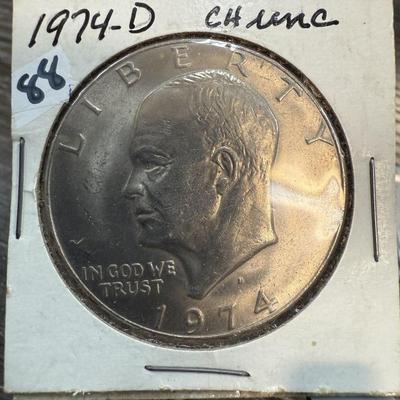 1974-D CH UNC
88
LIBERTY
IN GOD WE
TRUST
D
1974